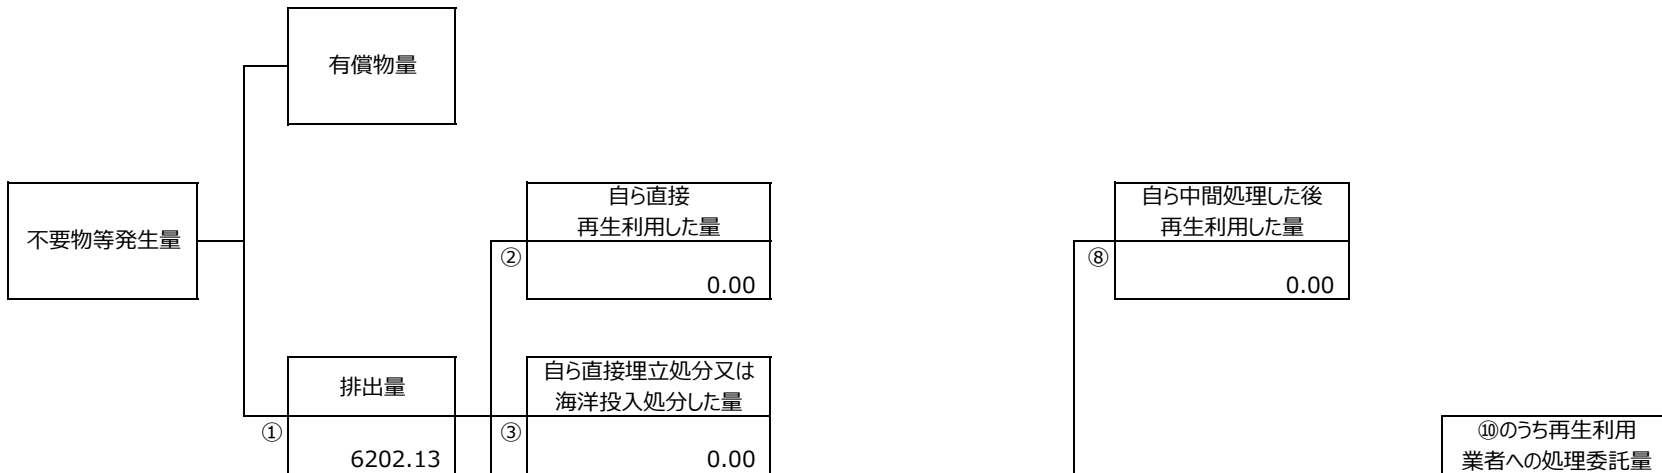 有償物量
不要物等発生量
自ら直接
再生利用した量
②
0.00
自ら中間処理した後
再生利用した量
⑧
0.00
排出量
①
6202.13
自ら直接埋立処分又は
海洋投入処分した量
③
0.00
⑩のうち再生利用
業者への処理委託量